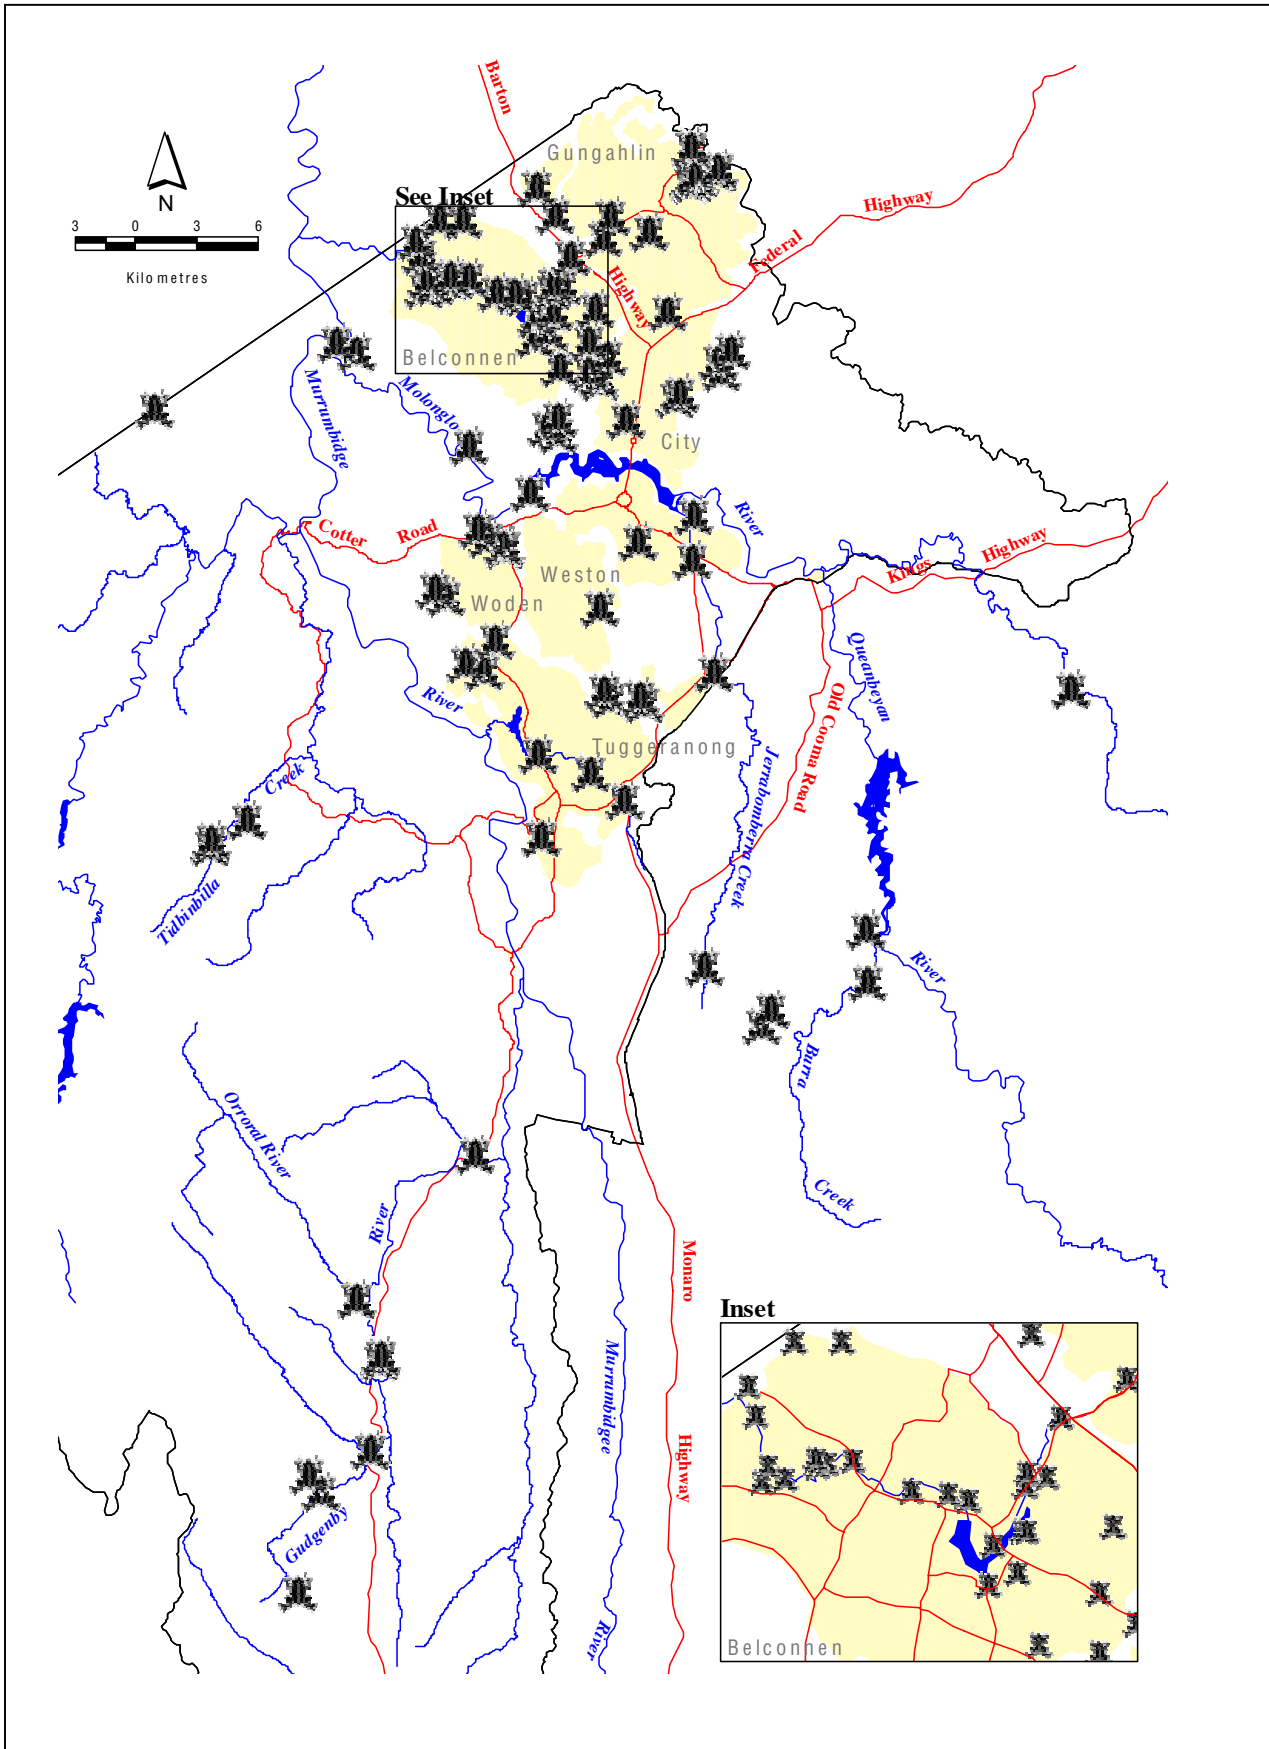 Barton
Gungahlin
Highway
See Inset
N
3 0 3 6
Kilometres
Federal
Highway
Belconnen
Molonglo
Murrumbidge
City
River
Cotter Road
Highway
Kings
Weston
Woden
Queanbeyan
River
Old Cooma Road
Tuggeranong
Jerrabomberra Creek
Creek
Tidbinbilla
River
Burra
Orroral River
Creek
River
Monaro
Inset
Murrumbidgee
Highway
Gudgenby
River
Belconnen